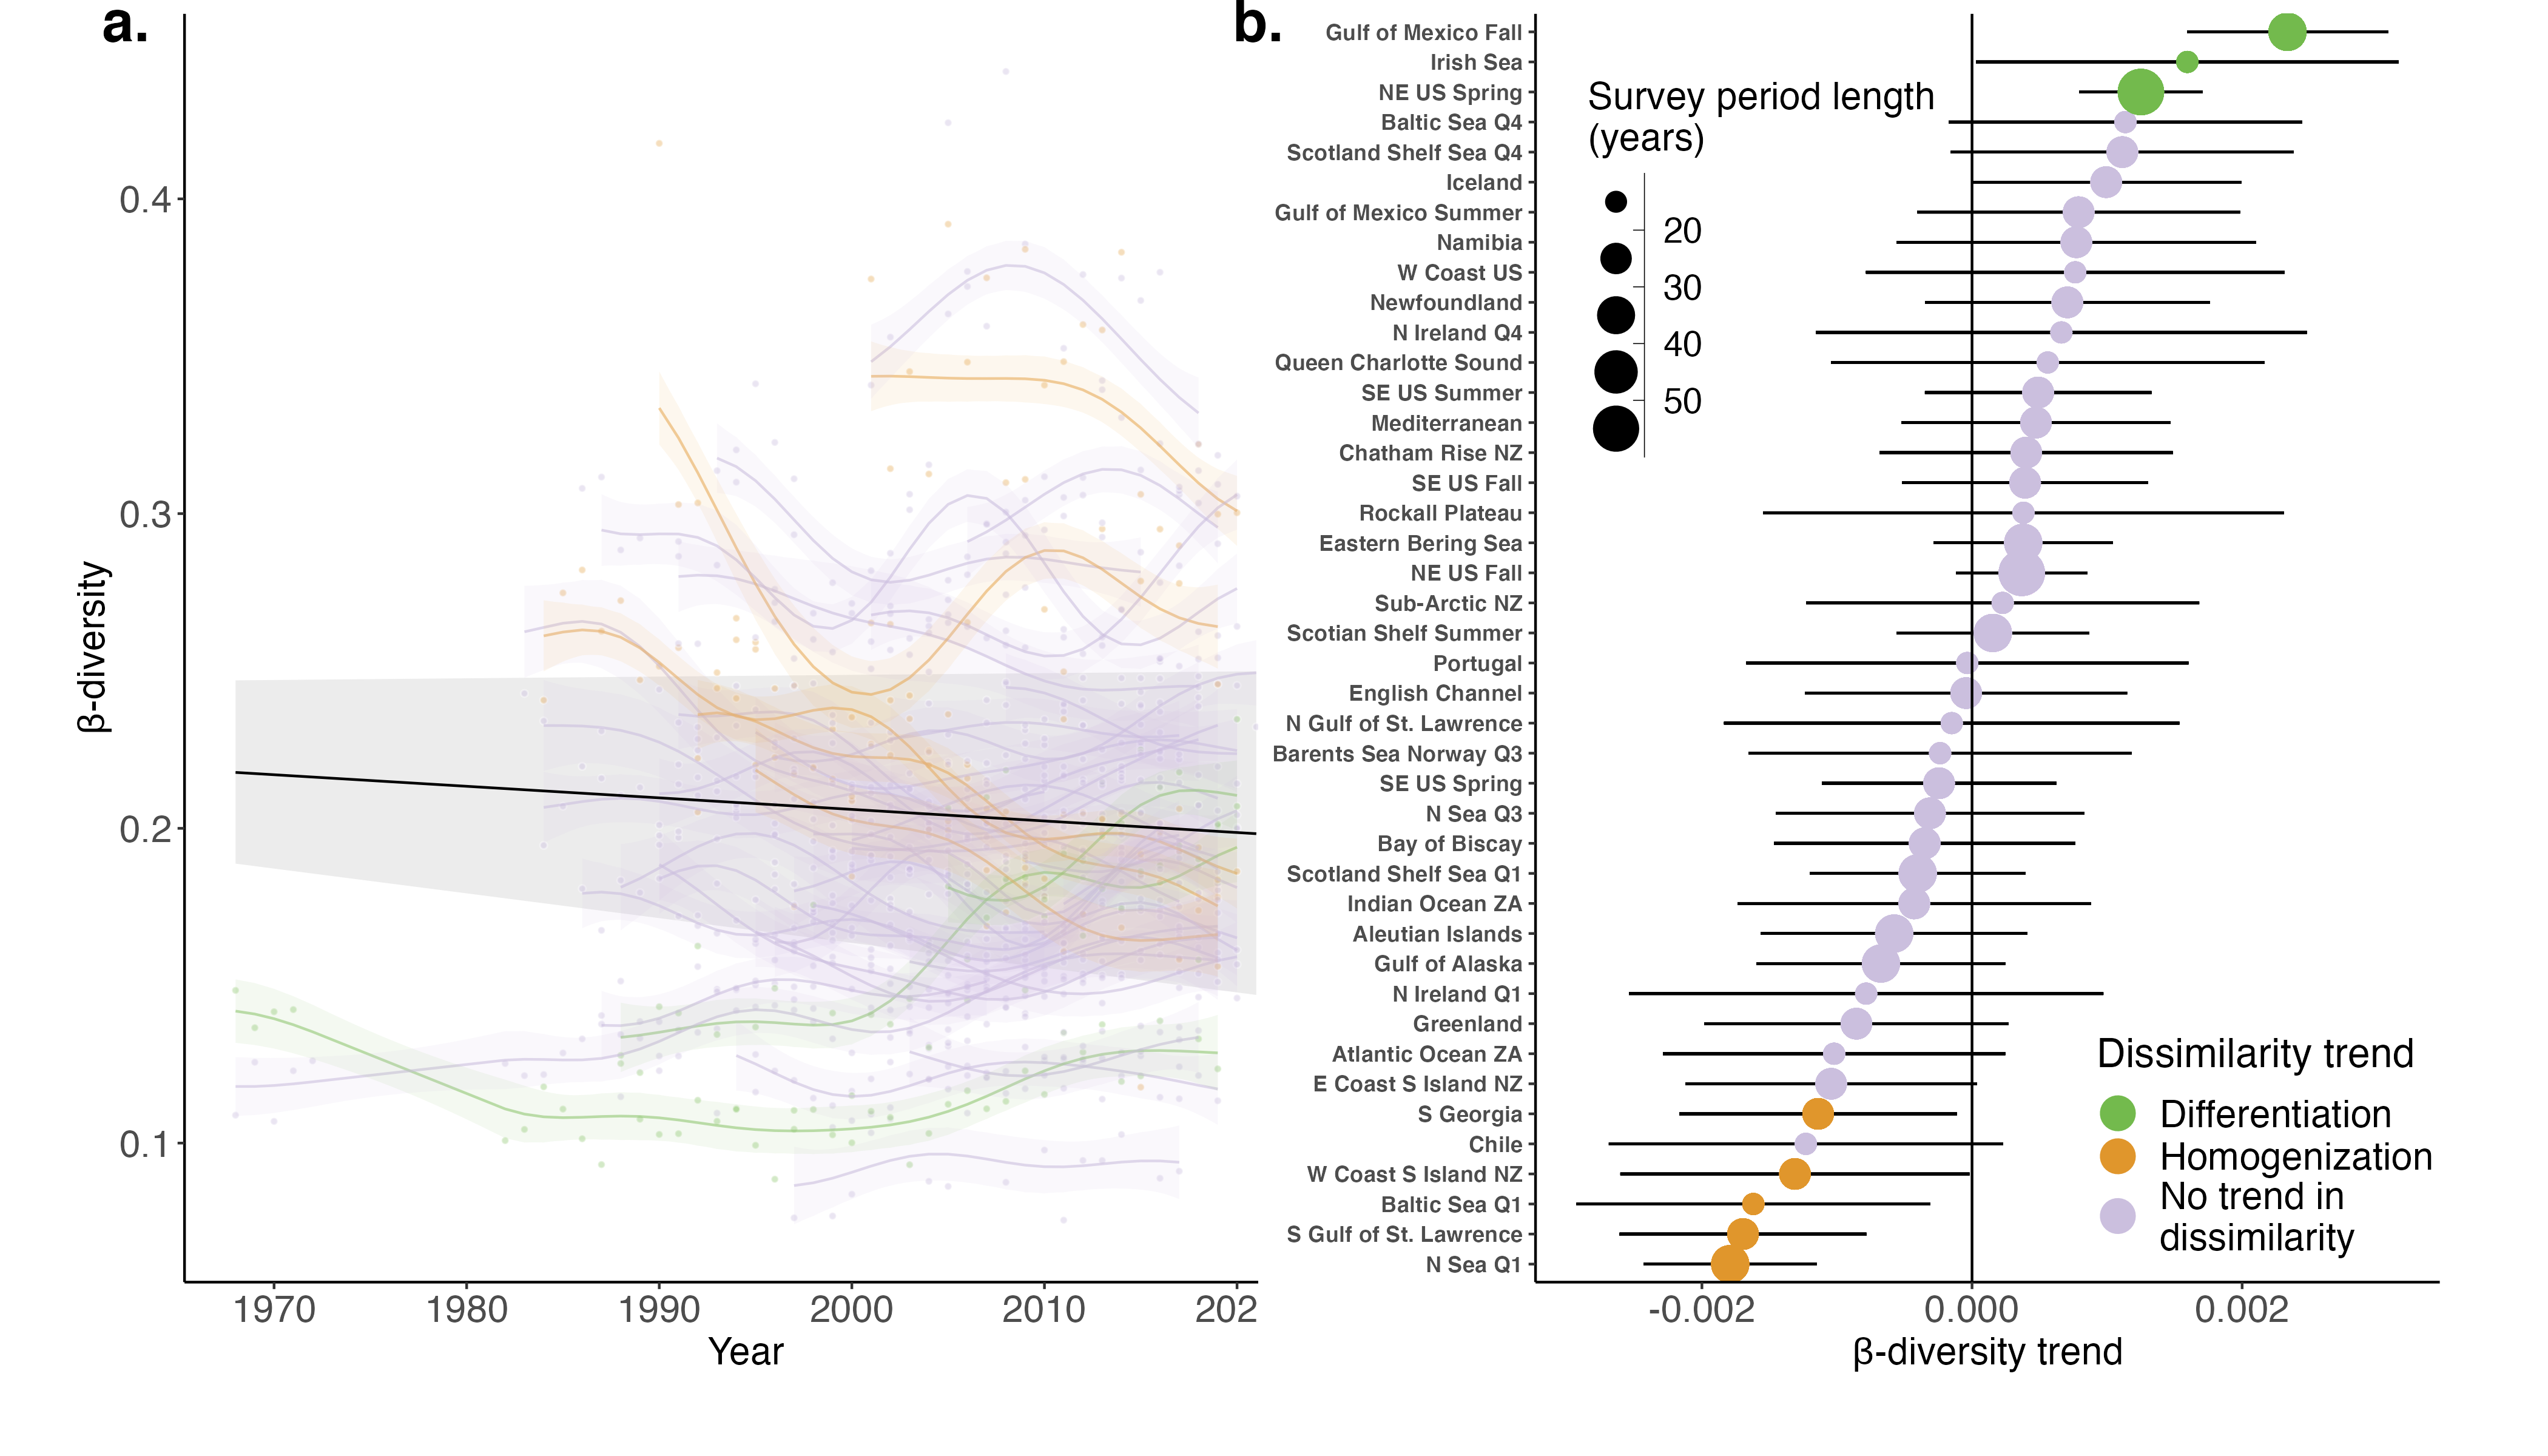 a.
0.4
0.3
0.2
0.1
β-diversity
1970 1980 1990 2000 2010 202
Year
b.
Gulf of Mexico Fall
Irish Sea
NE US Spring
Baltic Sea Q4
Scotland Shelf Sea Q4
Iceland
Gulf of Mexico Summer
Namibia
W Coast US
Newfoundland
N Ireland Q4
Queen Charlotte Sound
SE US Summer
Mediterranean
Chatham Rise NZ
SE US Fall
Rockall Plateau
Eastern Bering Sea
NE US Fall
Sub-Arctic NZ
Scotian Shelf Summer
Portugal
English Channel
N Gulf of St. Lawrence
Barents Sea Norway Q3
SE US Spring
N Sea Q3
Bay of Biscay
Scotland Shelf Sea Q1
Indian Ocean ZA
Aleutian Islands
Gulf of Alaska
N Ireland Q1
Greenland
Atlantic Ocean ZA
E Coast S Island NZ
S Georgia
Chile
W Coast S Island NZ
Baltic Sea Q1
S Gulf of St. Lawrence
N Sea Q1
Survey period length
(years)
20
30
40
50
Dissimilarity trend
Differentiation
Homogenization
No trend in
dissimilarity
-0.002 0.000 0.002
β-diversity trend